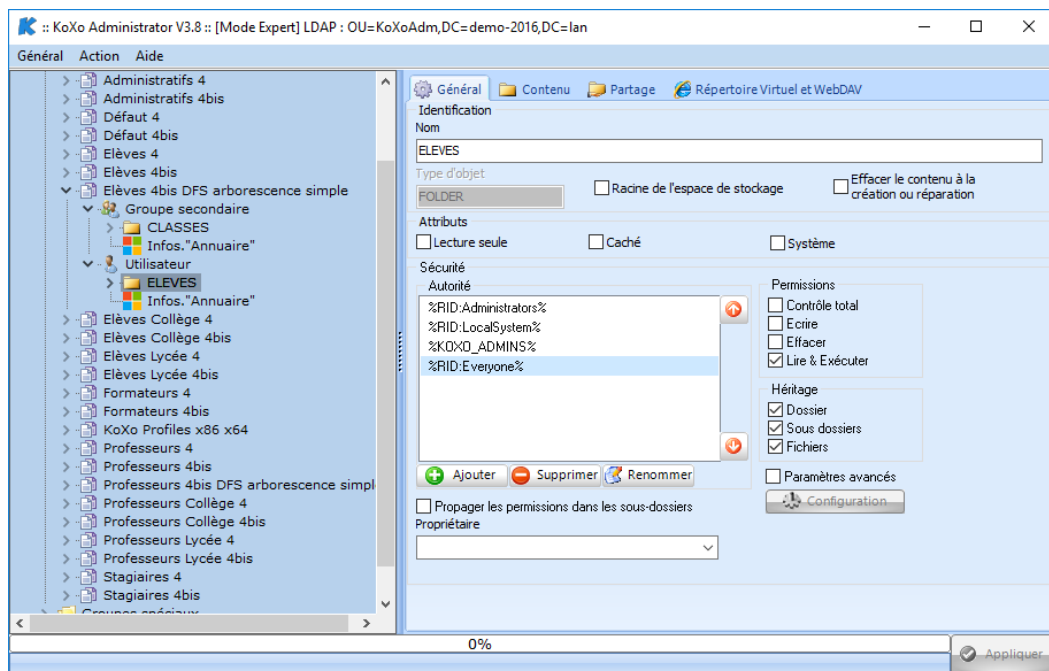 :: KoXo Administrator V3.8 :: [Mode Expert] LDAP : OU=KoXoAdm,DC=demo-2016,DC=lan
Général Action Aide
Administratifs 4
Administratifs 4bis
Défaut 4
Défaut 4bis
Elèves 4
Elèves 4bis
Elèves 4bis DFS arborescence simple
Groupe secondaire
CLASSES
Infos."Annuaire"
Utilisateur
ELEVES
Infos."Annuaire"
Elèves Collège 4
Elèves Collège 4bis
Elèves Lycée 4
Elèves Lycée 4bis
Formateurs 4
Formateurs 4bis
KoXo Profiles x86 x64
Professeurs 4
Professeurs 4bis
Professeurs 4bis DFS arborescence simpl
Professeurs Collège 4
Professeurs Collège 4bis
Professeurs Lycée 4
Professeurs Lycée 4bis
Stagiaires 4
Stagiaires 4bis
Groupes spéciaux
Général Contenu Partage Répertoire Virtuel et WebDAV
Identification
Nom
ELEVES
Type d'objet
FOLDER
Racine de l'espace de stockage
Effacer le contenu à la
création ou réparation
Attributs
Lecture seule Caché Système
Sécurité
Autorité
%RID:Administrators%
%RID:LocalSystem%
%KOXO_ADMINS%
%RID:Everyone%
Ajouter Supprimer Renommer
Propager les permissions dans les sous-dossiers
Propriétaire
Permissions
Contrôle total
Ecrire
Effacer
Lire & Exécuter
Héritage
Dossier
Sous dossiers
Fichiers
Paramètres avancés
Configuration
0%
Appliquer